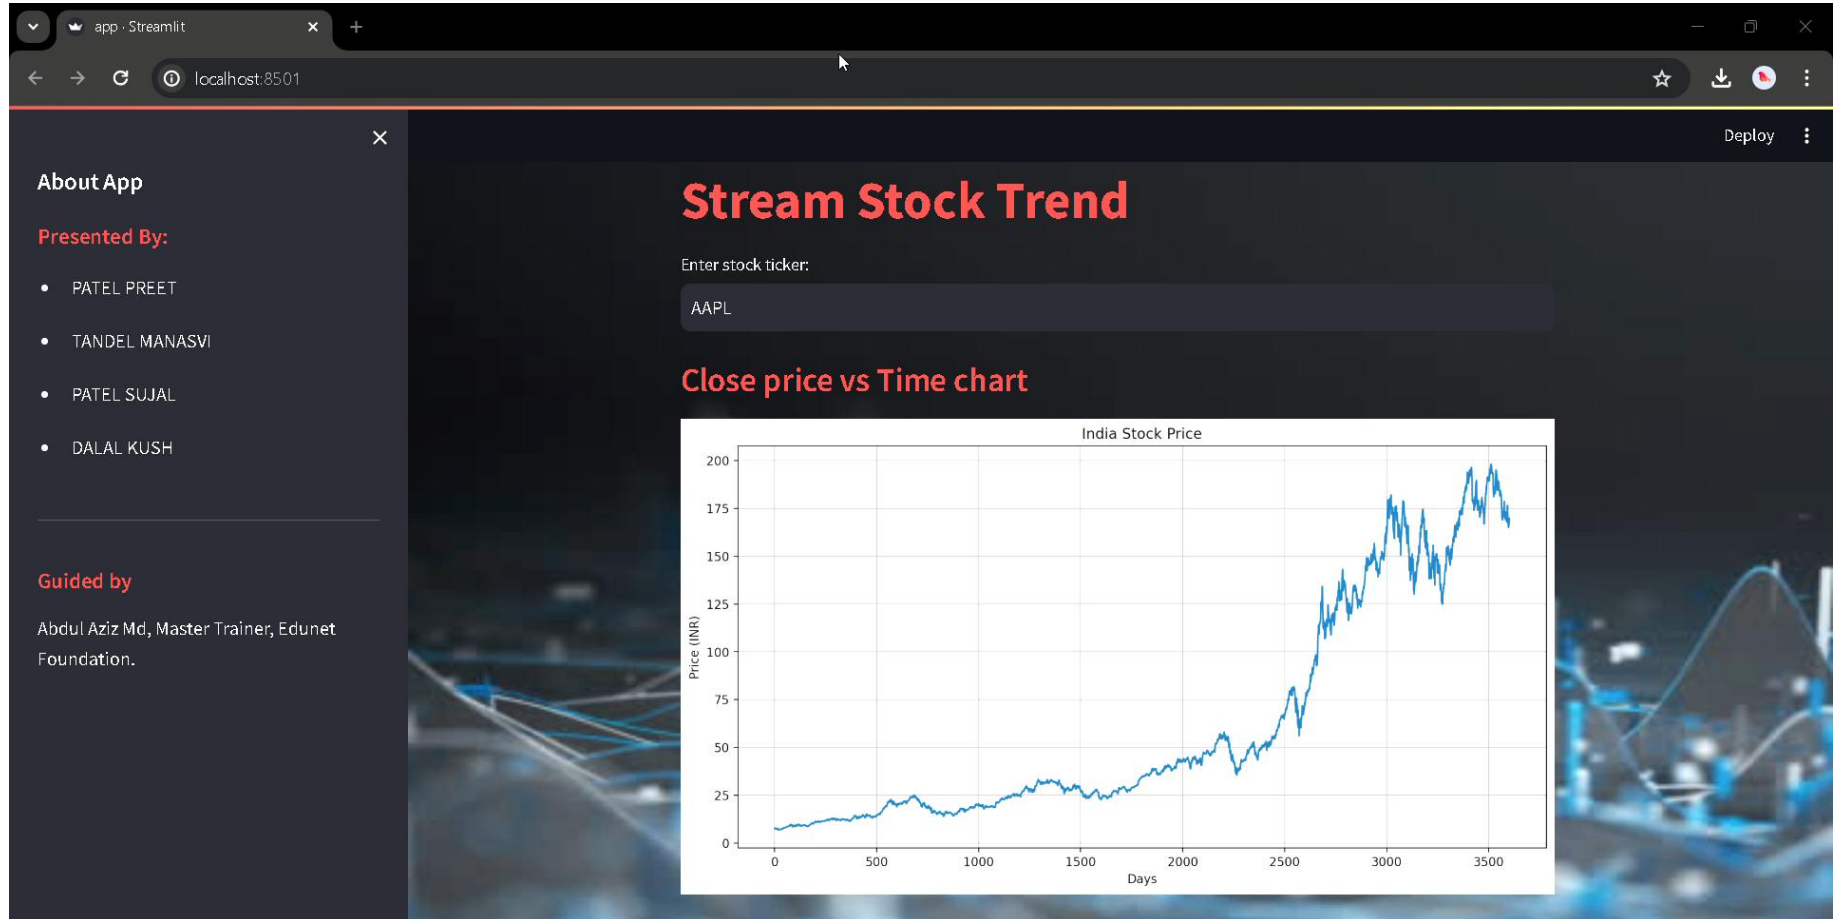 app · Streamlit
localhost:8501
Deploy
About App
Presented By:
PATEL PREET
TANDEL MANASVI
PATEL SUJAL
DALAL KUSH
Guided by
Abdul Aziz Md, Master Trainer, Edunet
Foundation.
Stream Stock Trend
Enter stock ticker:
AAPL
Close price vs Time chart
India Stock Price
Price (INR)
200
175
150
125
100
75
50
25
0
0 500 1000 1500 2000 2500 3000 3500
Days